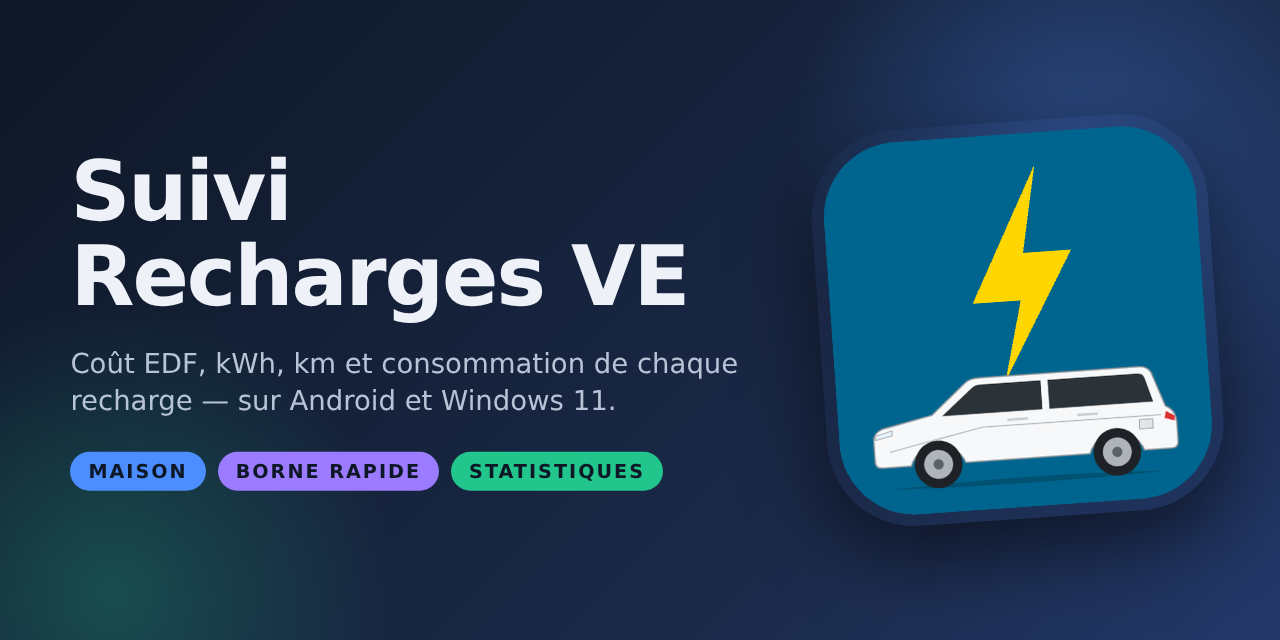 Suivi
Recharges VE
Coût EDF, kWh, km et consommation de chaque
recharge — sur Android et Windows 11.
MAISON BORNE RAPIDE STATISTIQUES